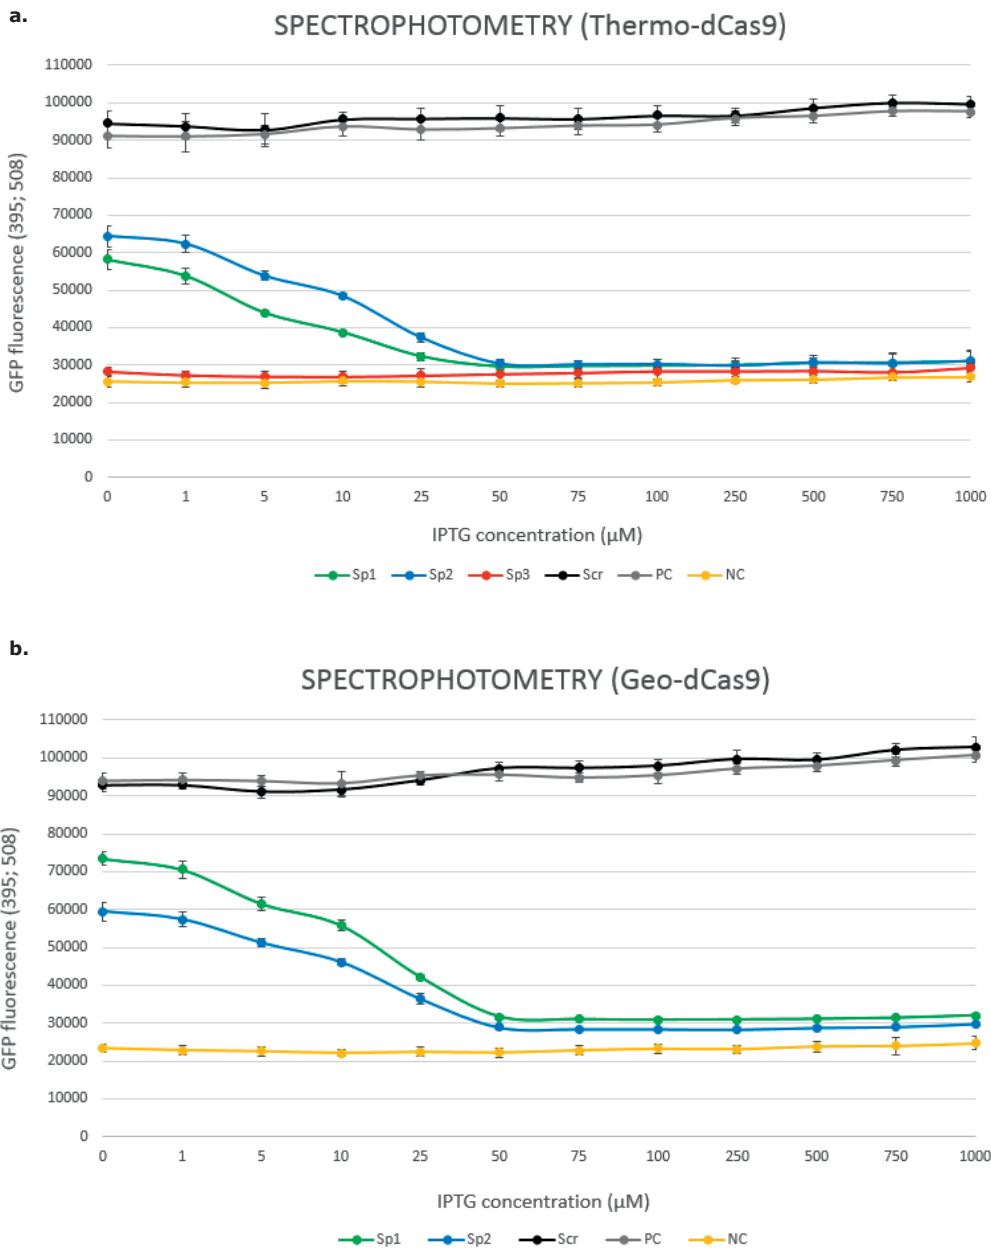 a.
SPECTROPHOTOMETRY (Thermo-dCas9)
GFP fluorescence (395; 508)
110000
100000
90000
80000
70000
60000
50000
40000
30000
20000
10000
0
0 1 5 10 25 50 75 100 250 500 750 1000
IPTG concentration (µM)
Sp1 Sp2 Sp3 Scr PC NC
b.
SPECTROPHOTOMETRY (Geo-dCas9)
GFP fluorescence (395; 508)
110000
100000
90000
80000
70000
60000
50000
40000
30000
20000
10000
0
0 1 5 10 25 50 75 100 250 500 750 1000
IPTG concentration (µM)
Sp1 Sp2 Scr PC NC